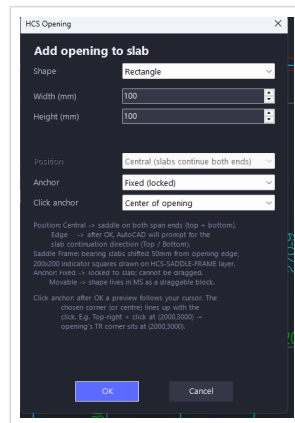 HCS Opening
Add opening to slab
Shape
Rectangle
Width (mm)
100
Height (mm)
100
Position
Central (slabs continue both ends)
Anchor
Fixed (locked)
Click anchor
Center of opening
Position: Central -> saddle on both span ends (top + bottom),
Edge -> after OK, AutoCAD will prompt for the
slab continuation direction (Top / Bottom).
Saddle Frame: bearing slabs shifted 50mm from opening edge,
200x200 indicator squares drawn on HCS-SADDLE-FRAME layer.
Anchor: Fixed -> locked to slab; cannot be dragged.
Movable -> shape lives in MS as a draggable block.
Click anchor: after OK a preview follows your cursor. The
chosen corner (or centre) lines up with the
click. E.g. Top-right + click at (2000,3000) =
opening's TR corner sits at (2000,3000).
OK
Cancel